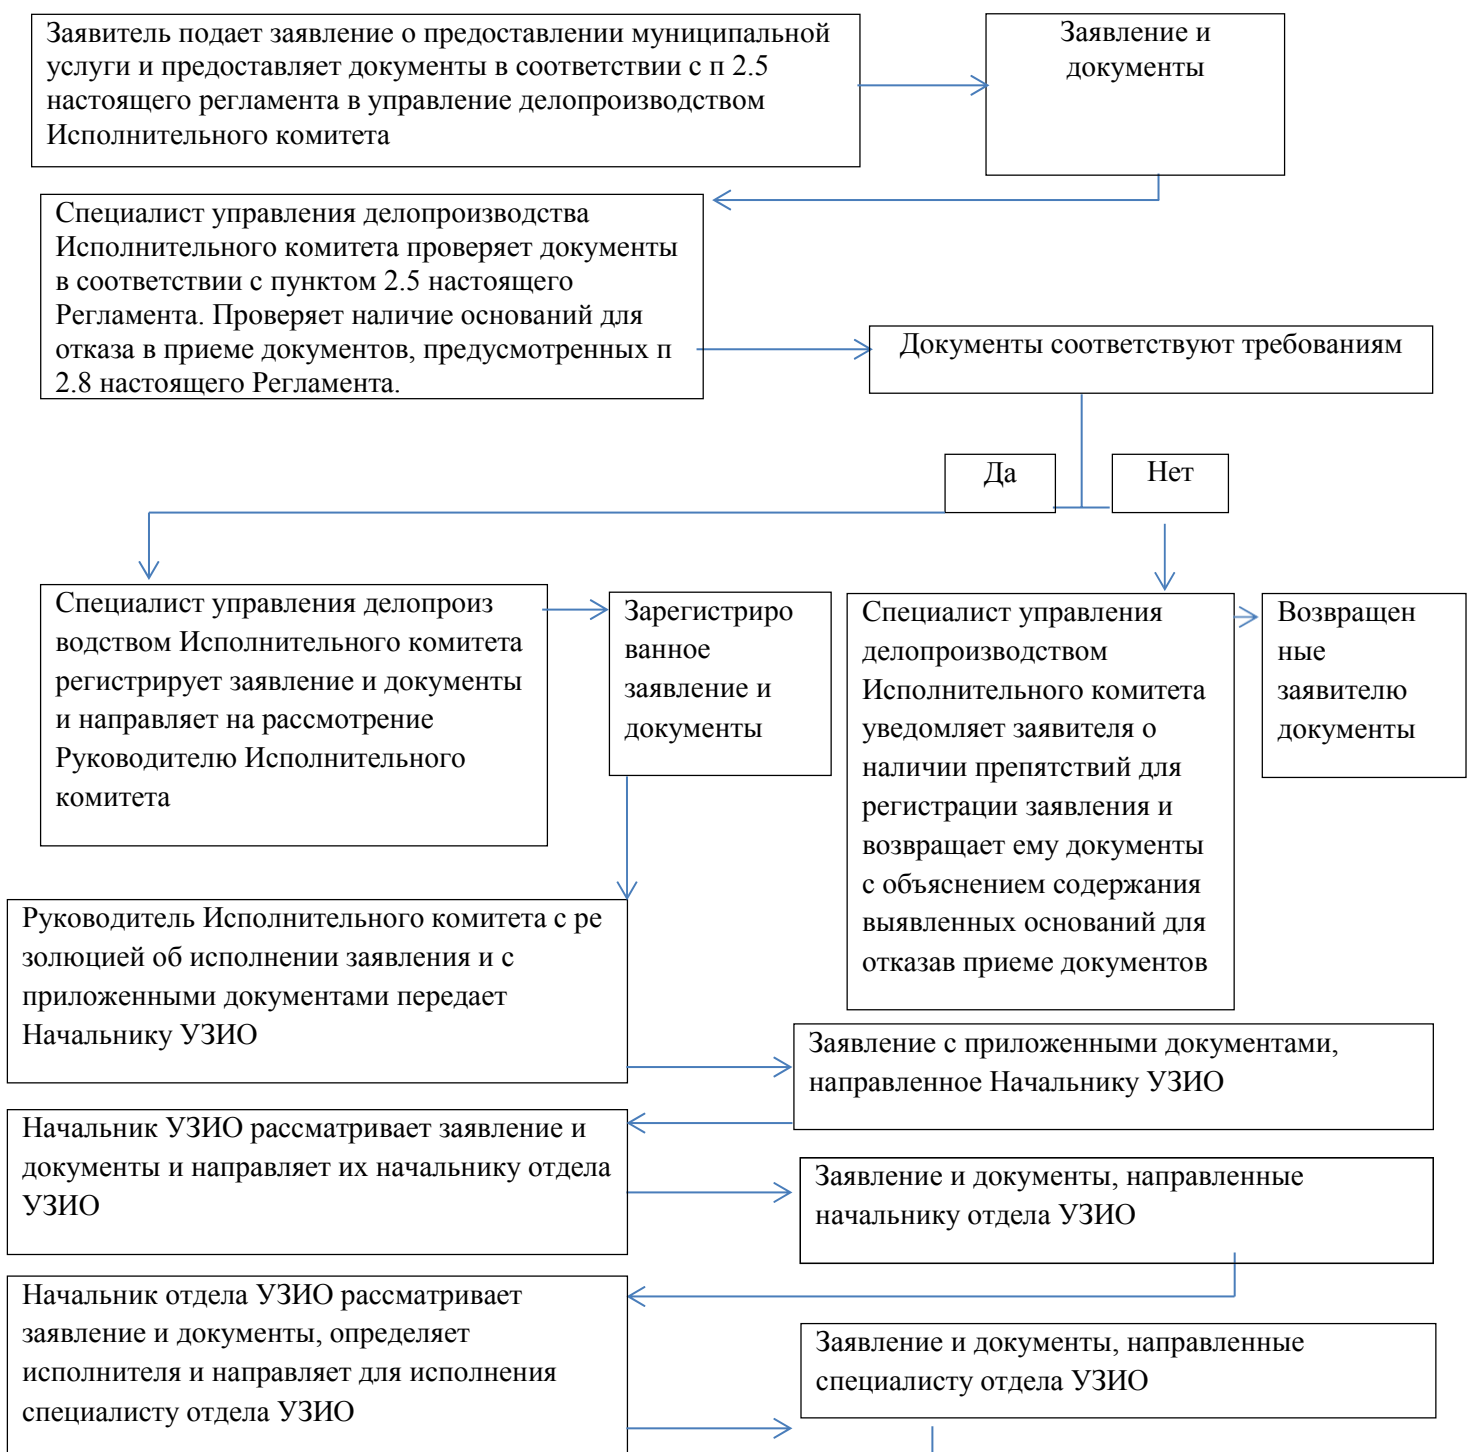 Заявитель подает заявление о предоставлении муниципальной
услуги и предоставляет документы в соответствии с п 2.5
настоящего регламента в управление делопроизводством
Исполнительного комитета
Заявление и
документы
Специалист управления делопроизводства
Исполнительного комитета проверяет документы
в соответствии с пунктом 2.5 настоящего
Регламента. Проверяет наличие оснований для
отказа в приеме документов, предусмотренных п
2.8 настоящего Регламента.
Документы соответствуют требованиям
Да
Нет
Специалист управления делопроиз
водством Исполнительного комитета
регистрирует заявление и документы
и направляет на рассмотрение
Руководителю Исполнительного
комитета
Зарегистриро
ванное
заявление и
документы
Специалист управления
делопроизводством
Исполнительного комитета
уведомляет заявителя о
наличии препятствий для
регистрации заявления и
возвращает ему документы
с объяснением содержания
выявленных оснований для
отказав приеме документов
Возвращен
ные
заявителю
документы
Руководитель Исполнительного комитета с ре
золюцией об исполнении заявления и с
приложенными документами передает
Начальнику УЗИО
Заявление с приложенными документами,
направленное Начальнику УЗИО
Начальник УЗИО рассматривает заявление и
документы и направляет их начальнику отдела
УЗИО
Заявление и документы, направленные
начальнику отдела УЗИО
Начальник отдела УЗИО рассматривает
заявление и документы, определяет
исполнителя и направляет для исполнения
специалисту отдела УЗИО
Заявление и документы, направленные
специалисту отдела УЗИО